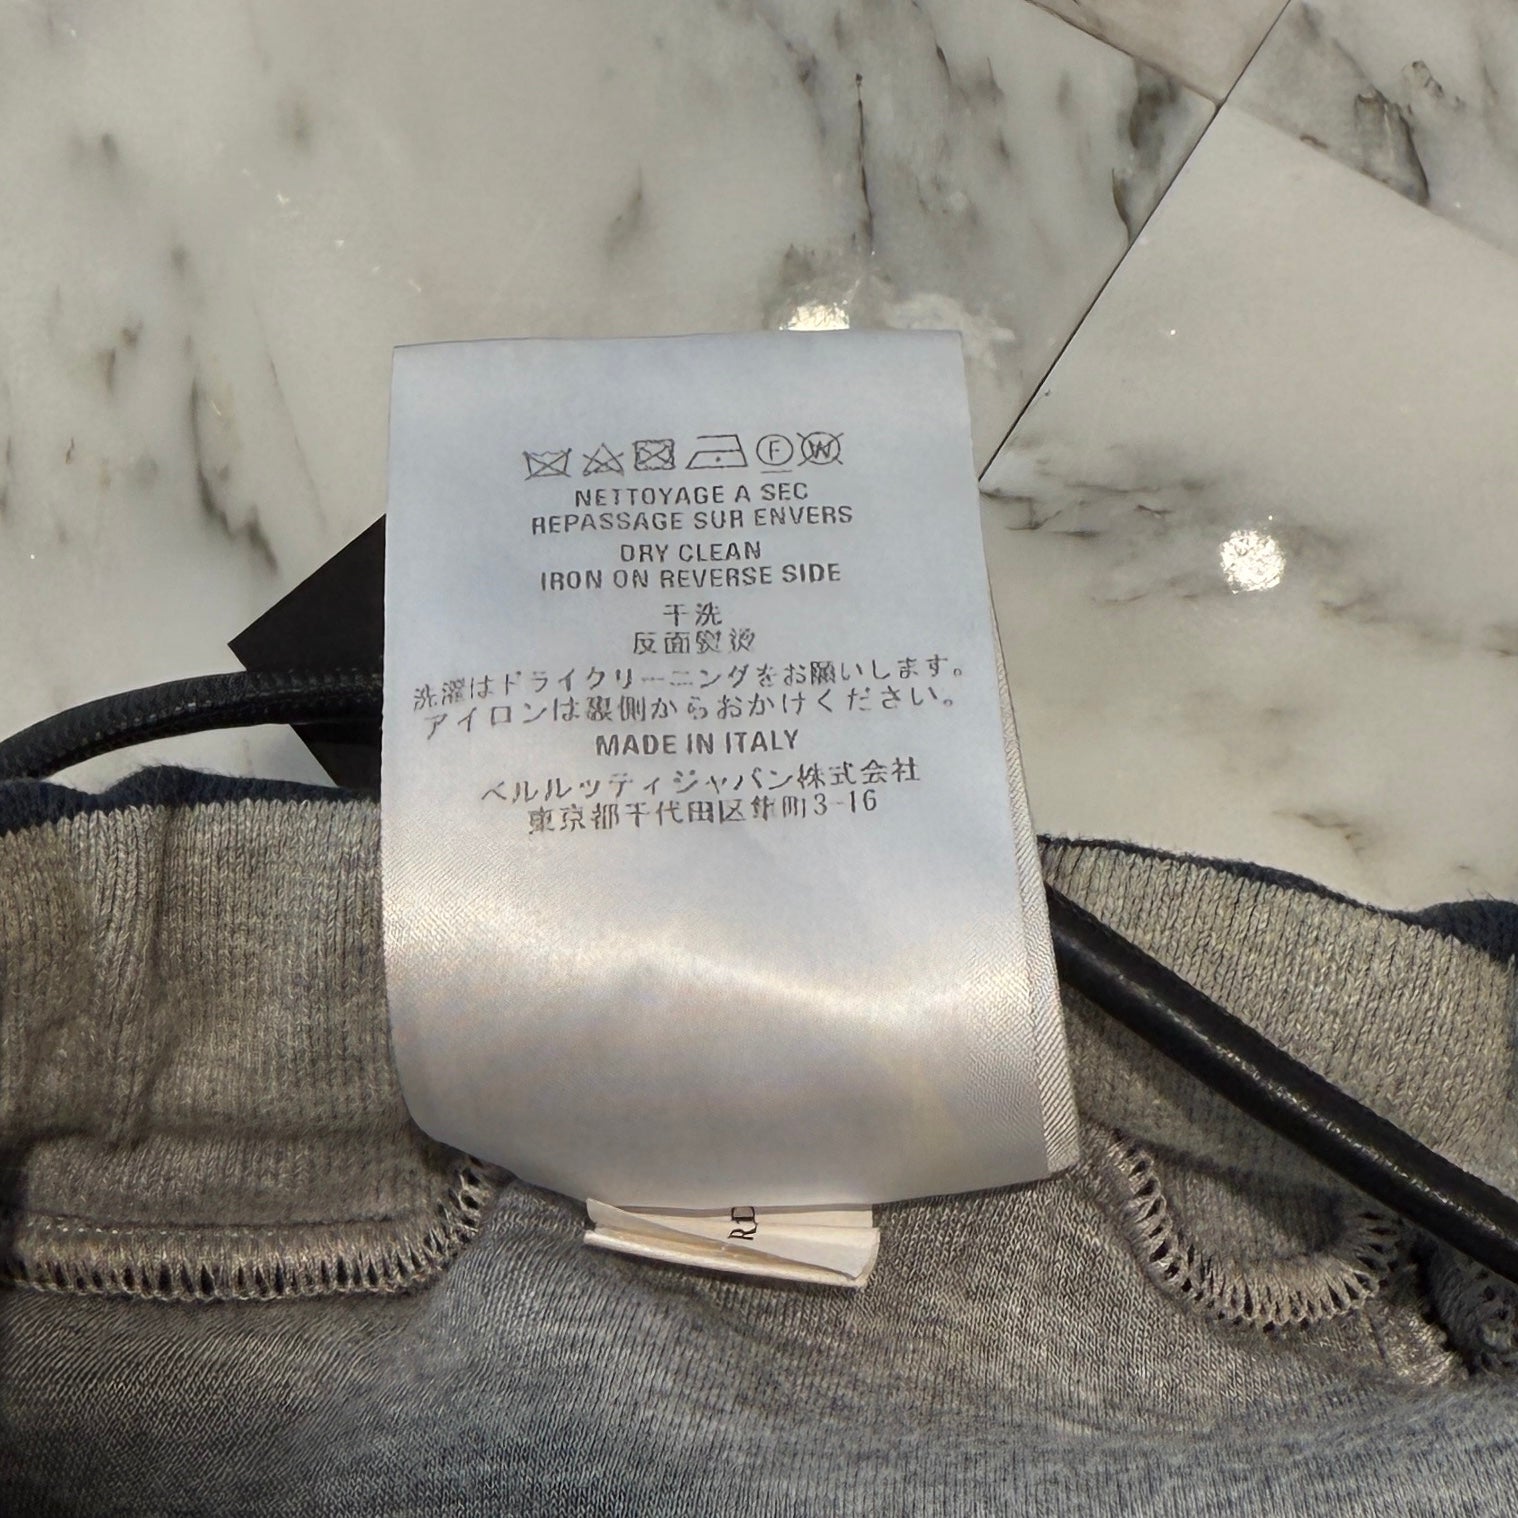 F W
NETTOYAGE A SEC
REPASSAGE SUR ENVERS
DRY CLEAN
IRON ON REVERSE SIDE
干洗
反面熨烫
洗濯はドライクリーニングをお願いします。
アイロンは裏側からおかけください。
MADE IN ITALY
ベルルッティジャパン株式会社
東京都千代田区 町3-16
RD